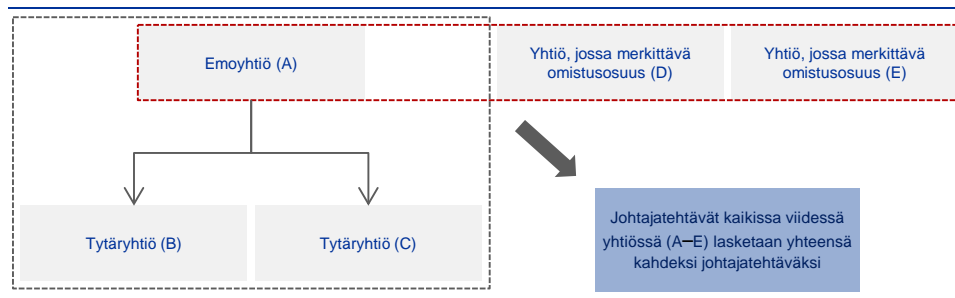 Emoyhtiö (A)
Yhtiö, jossa merkittävä
omistusosuus (D)
Yhtiö, jossa merkittävä
omistusosuus (E)
Tytäryhtiö (B)
Tytäryhtiö (C)
Johtajatehtävät kaikissa viidessä
yhtiössä (A–E) lasketaan yhteensä
kahdeksi johtajatehtäväksi